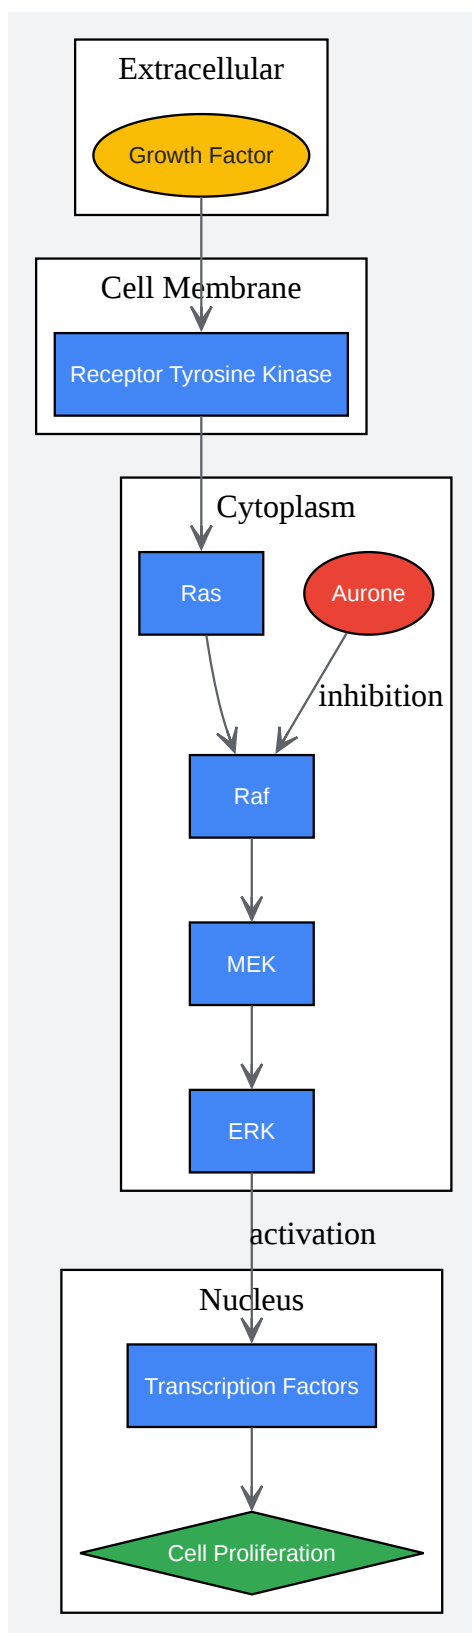 Extracellular
Growth Factor
Cell Membrane
Receptor Tyrosine Kinase
Cytoplasm
Ras
Aurone
inhibition
Raf
MEK
ERK
activation
Nucleus
Transcription Factors
Cell Proliferation